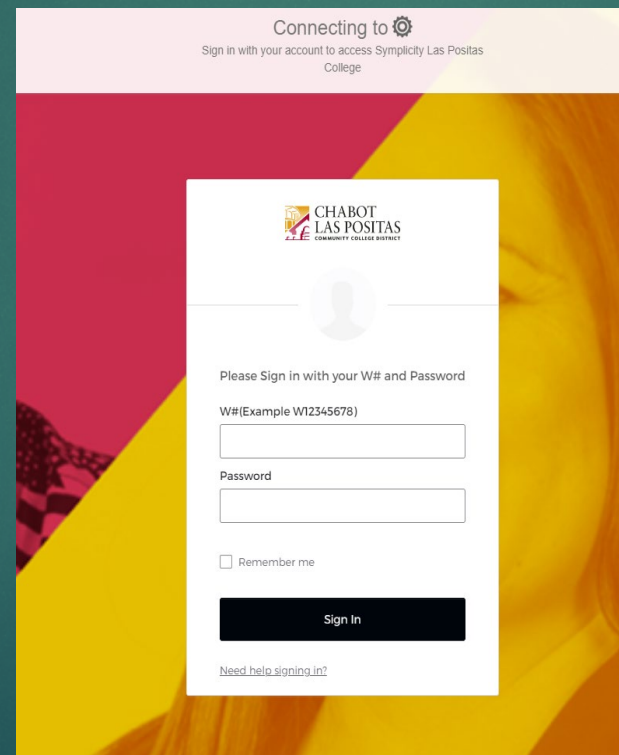 Connecting to
Sign in with your account to access Symplicity Las Positas
College
CHABOT
LAS POSITAS
COMMUNITY COLLEGE DISTRICT
Please Sign in with your W# and Password
W#(Example W12345678)
Password
Remember me
Sign In
Need help signing in?